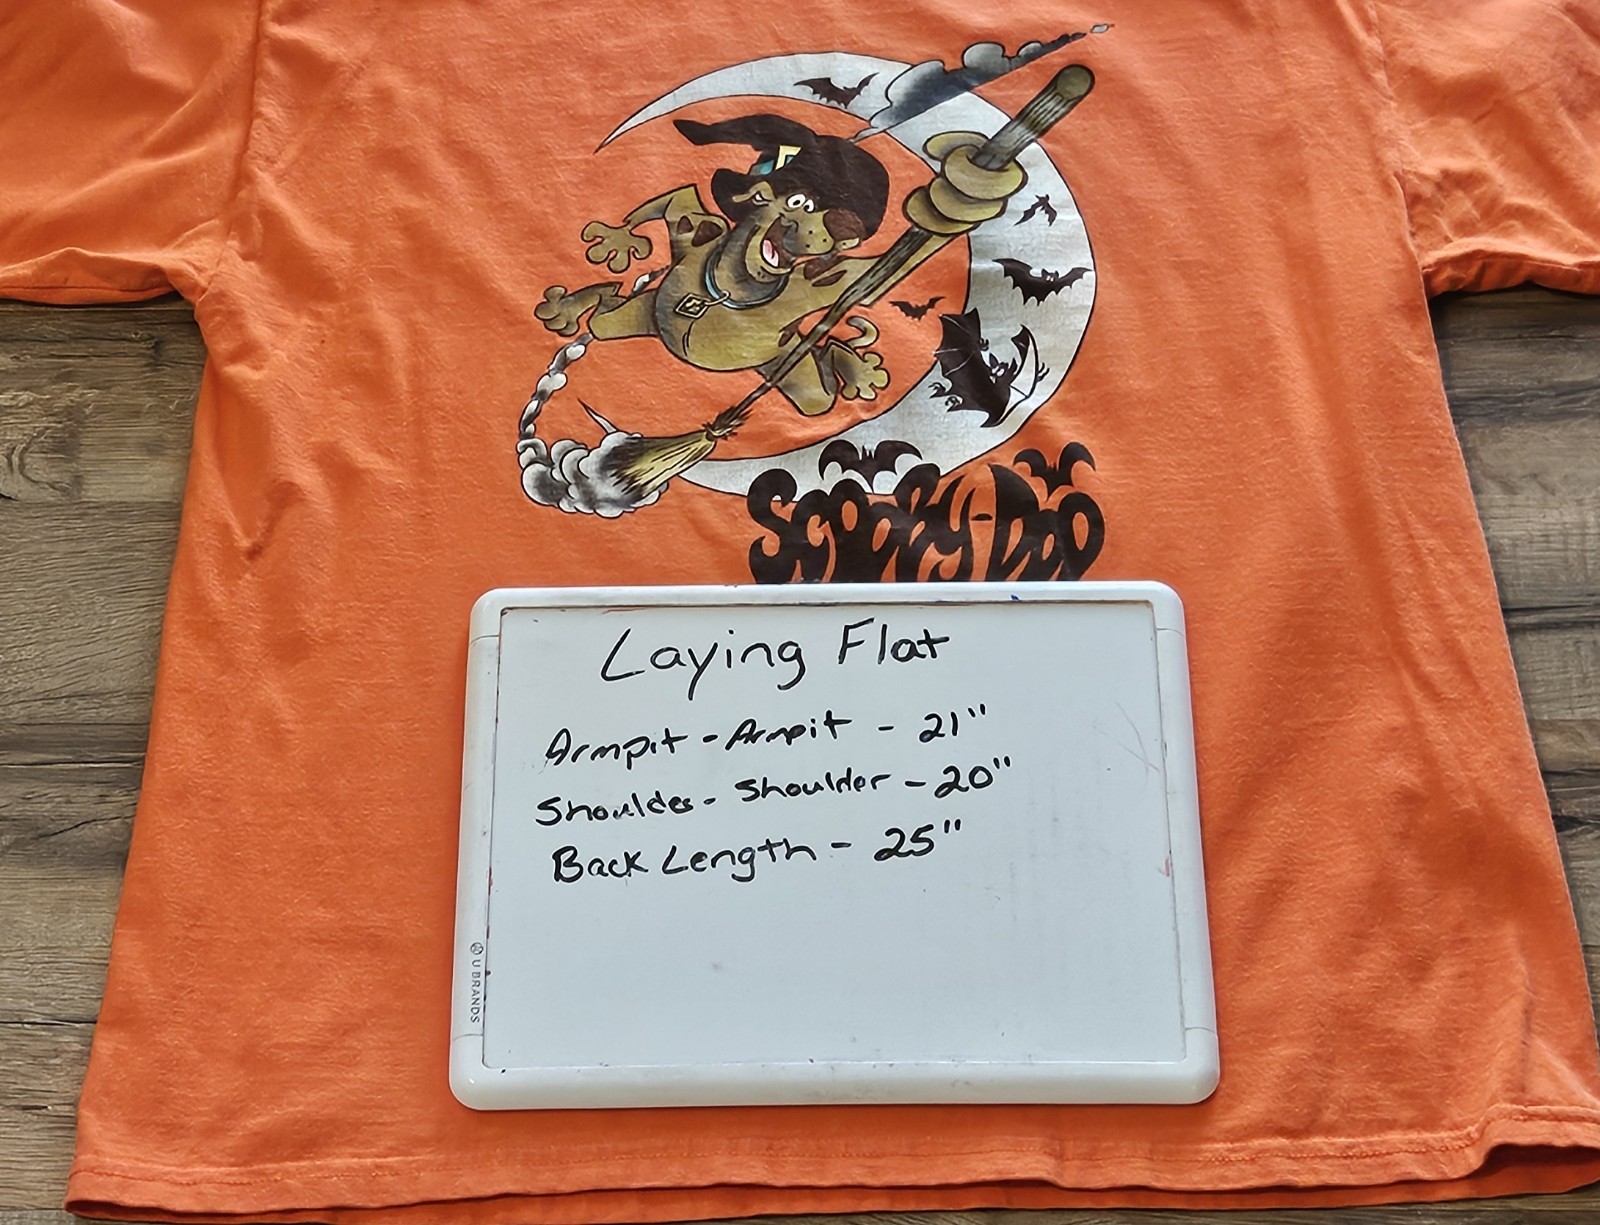 SCOOBY-DOO
Laying Flat
Armpit - Armpit - 21"
Shoulder - Shoulder - 20"
Back Length - 25"
U BRANDS